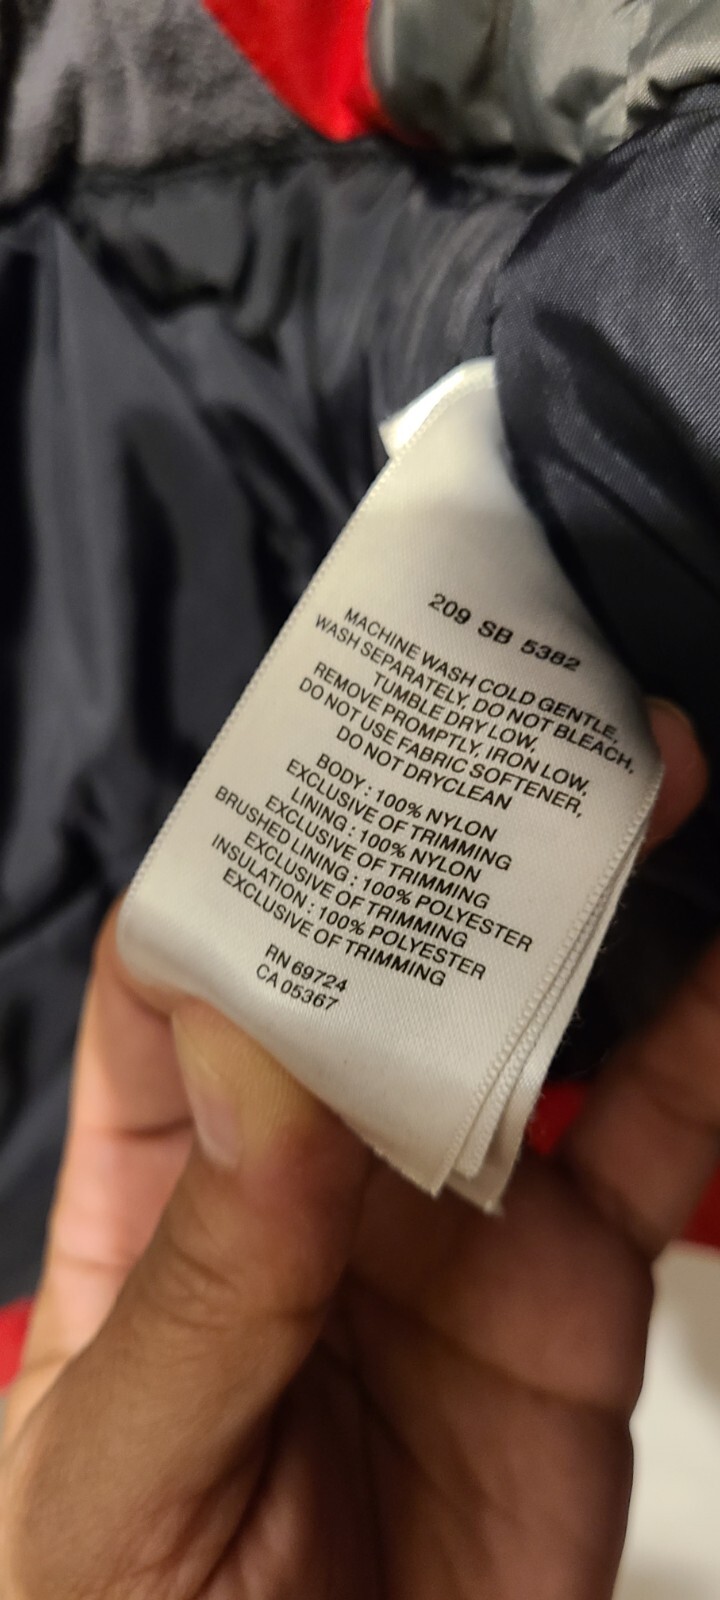 209 SB 5382
MACHINE WASH COLD GENTLE,
WASH SEPARATELY, DO NOT BLEACH,
TUMBLE DRY LOW,
REMOVE PROMPTLY, IRON LOW,
DO NOT USE FABRIC SOFTENER,
DO NOT DRYCLEAN
BODY : 100% NYLON
EXCLUSIVE OF TRIMMING
LINING : 100% NYLON
EXCLUSIVE OF TRIMMING
BRUSHED LINING : 100% POLYESTER
EXCLUSIVE OF TRIMMING
INSULATION : 100% POLYESTER
EXCLUSIVE OF TRIMMING
RN 69724
CA 05367